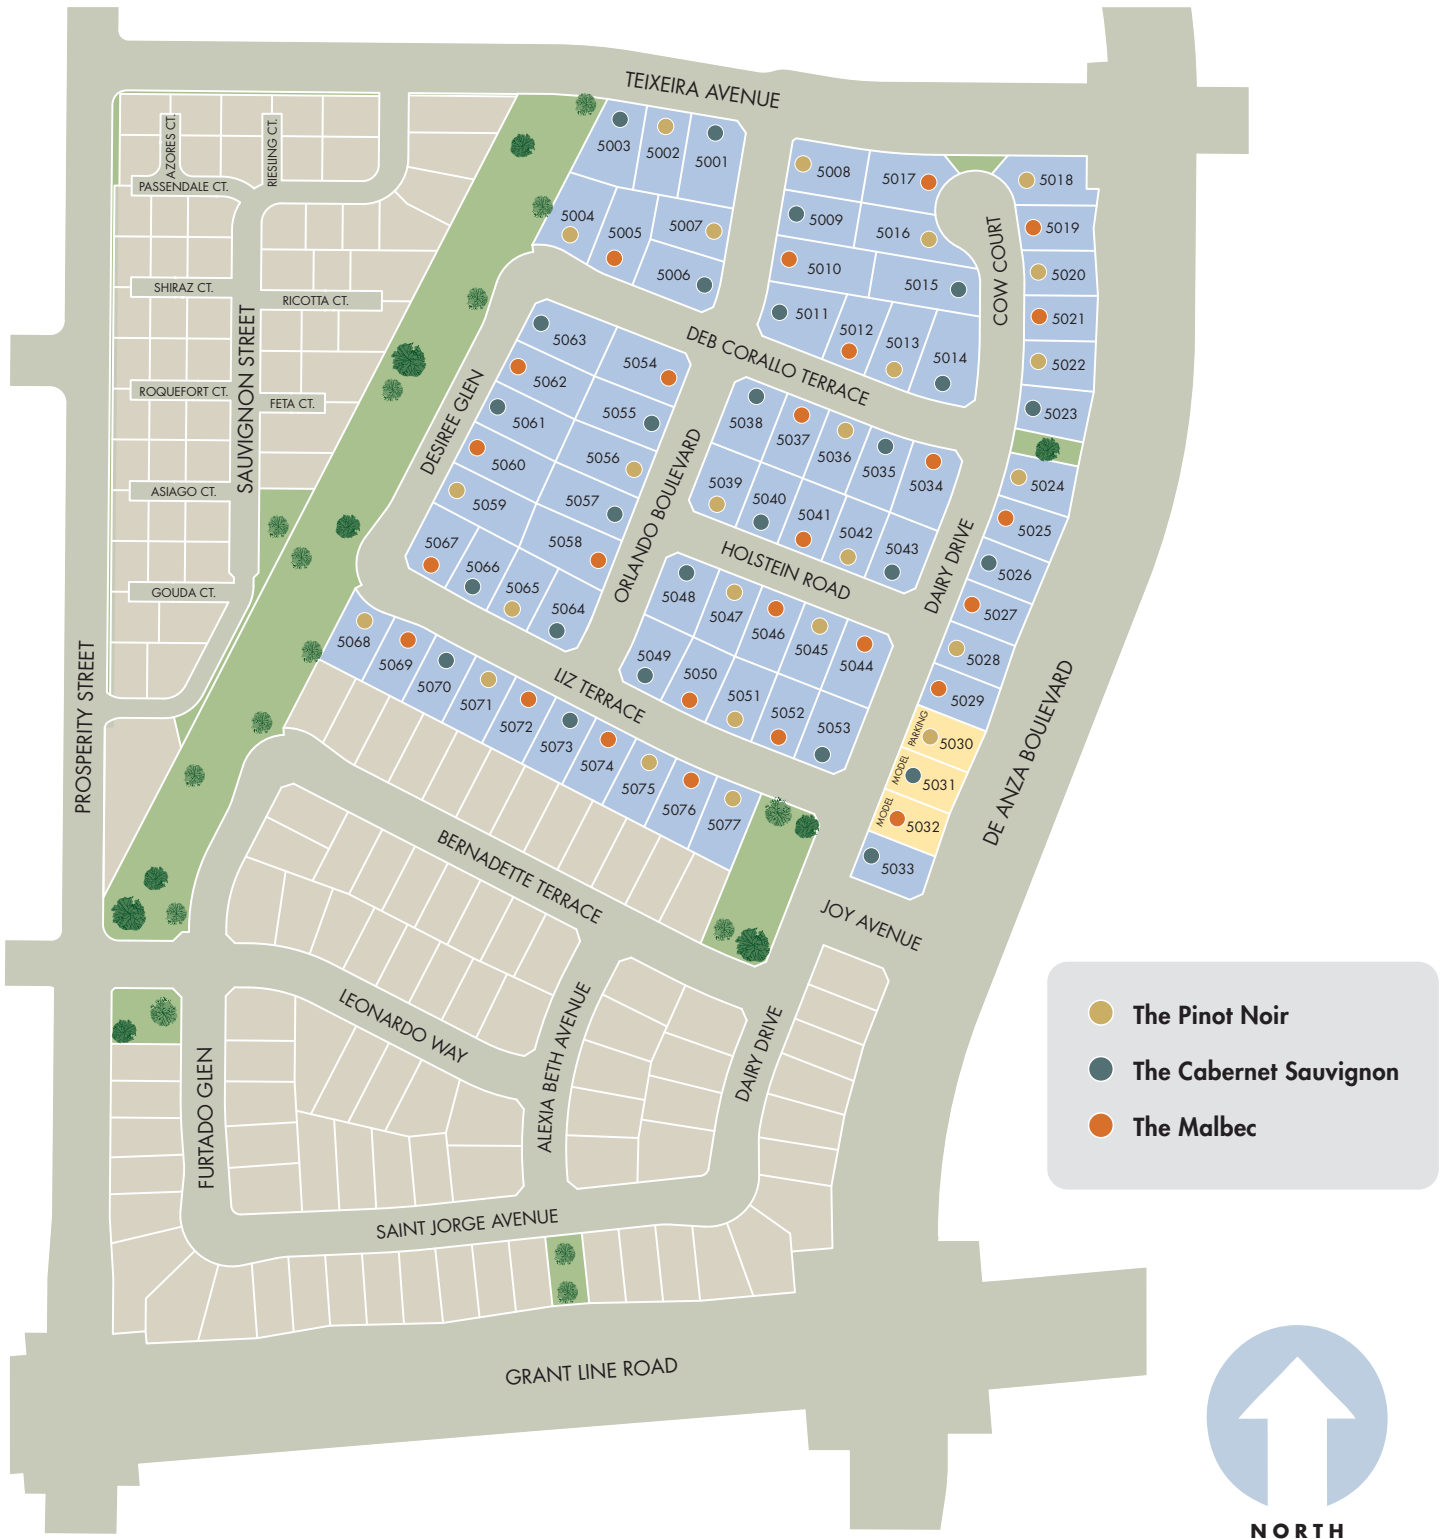 TEIXEIRA AVENUE
AZORES CT.
RIESLING CT.
PASSENDALE CT.
SHIRAZ CT.
RICOTTA CT.
SAUVIGNON STREET
ROQUEFORT CT.
FETA CT.
ASIAGO CT.
GOUDA CT.
PROSPERITY STREET
5003
5002
5001
5004
5005
5007
5006
5008
5017
5009
5016
5010
5015
5011
5012
5013
5014
COW COURT
5018
5019
5020
5021
5022
5023
5024
5025
5026
5027
5028
5029
PARKING
5030
MODEL
5031
MODEL
5032
5033
DEB CORALLO TERRACE
DESIREE GLEN
5063
5054
5062
5055
5061
5056
5060
5057
5059
5058
5067
5066
5065
5064
ORLANDO BOULEVARD
5038
5037
5036
5035
5034
5039
5040
5041
5042
5043
HOLSTEIN ROAD
DAIRY DRIVE
5048
5047
5046
5045
5044
5049
5050
5051
5052
5053
LIZ TERRACE
5068
5069
5070
5071
5072
5073
5074
5075
5076
5077
DE ANZA BOULEVARD
JOY AVENUE
BERNADETTE TERRACE
LEONARDO WAY
ALEXIA BETH AVENUE
DAIRY DRIVE
FURTADO GLEN
SAINT JORGE AVENUE
GRANT LINE ROAD
The Pinot Noir
The Cabernet Sauvignon
The Malbec
NORTH